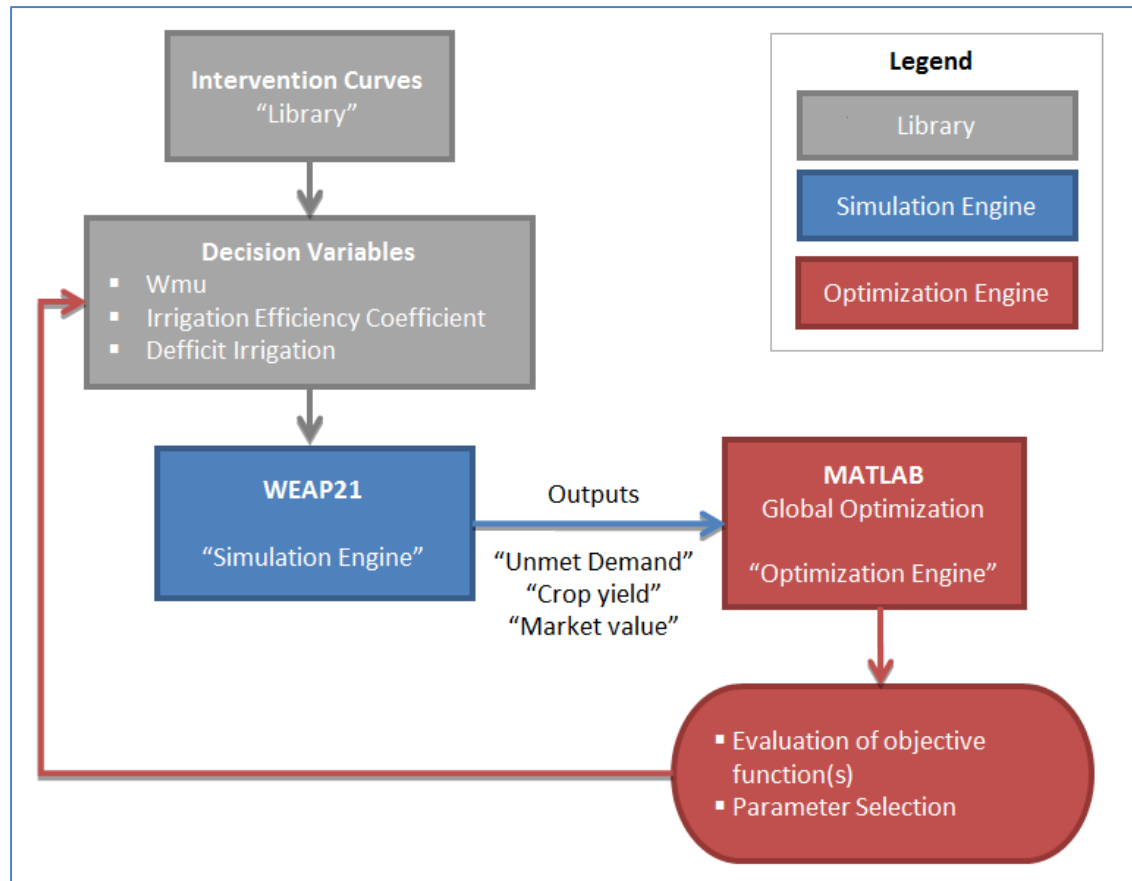 Intervention Curves
“Library”
Legend
Library
Simulation Engine
Optimization Engine
Decision Variables
▪ Wmu
▪ Irrigation Efficiency Coefficient
▪ Defficit Irrigation
WEAP21
“Simulation Engine”
Outputs
“Unmet Demand”
“Crop yield”
“Market value”
MATLAB
Global Optimization
“Optimization Engine”
▪ Evaluation of objective
function(s)
▪ Parameter Selection